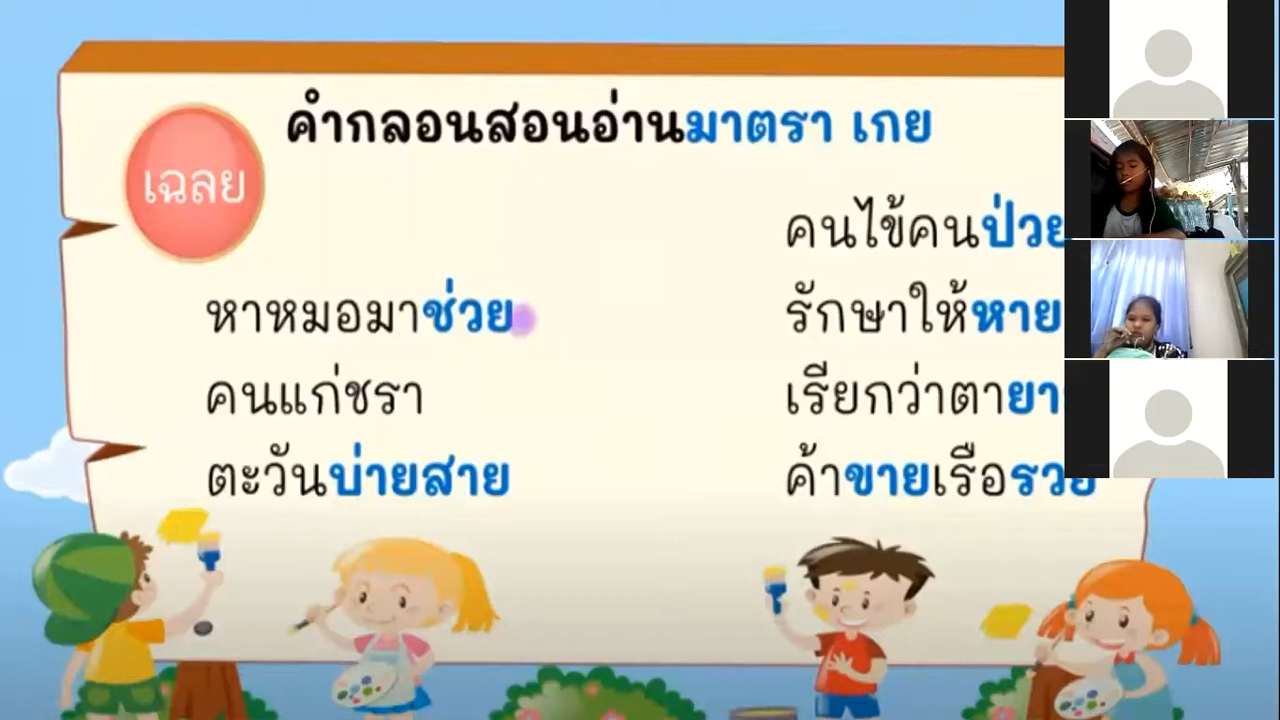 คำกลอนสอนอ่านมาตรา เกย
เฉลย
คนไข้คนป่วย
หาหมอมาช่วย
รักษาให้หาย
คนแก่ชรา
เรียกว่าตายาย
ตะวันบ่ายสาย
ค้าขายเรือรวย